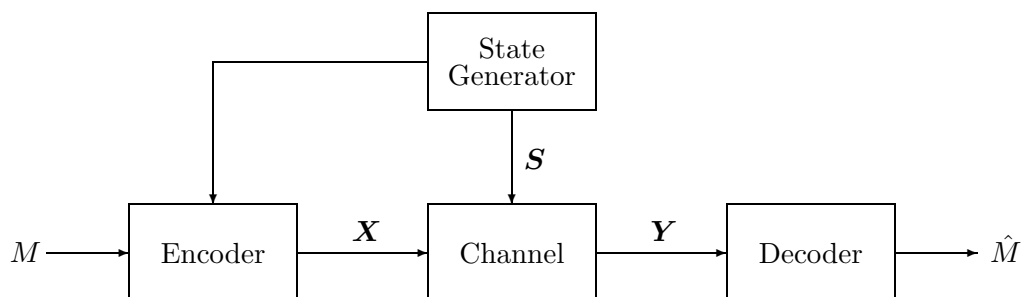 State
Generator
S
M
Encoder
X
Channel
Y
Decoder
M̂